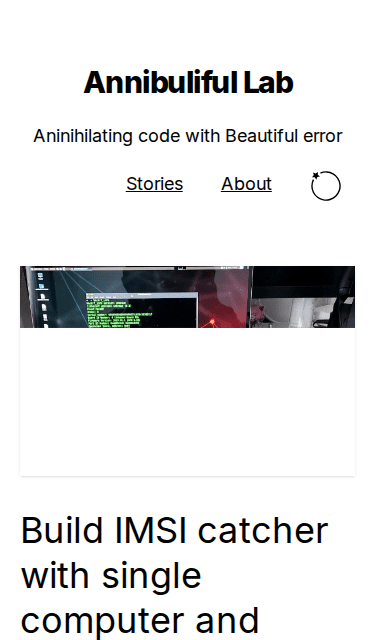 Annibuliful Lab
Aninihilating code with Beautiful error
Stories About
Build IMSI catcher
with single
computer and